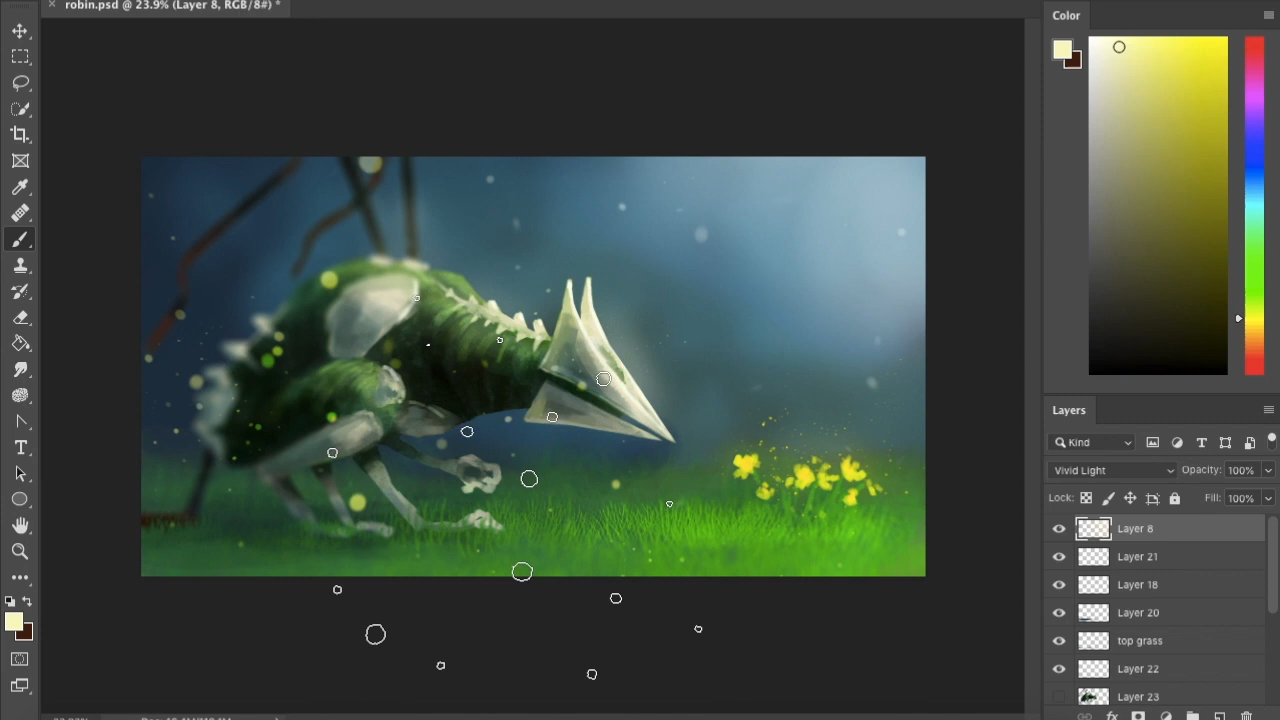 robin.psd @ 23.9% (Layer 8, RGB/8#) *
Color
Layers
Kind
Vivid Light
Opacity: 100%
Lock:
Fill: 100%
Layer 8
Layer 21
Layer 18
Layer 20
top grass
Layer 22
Layer 23